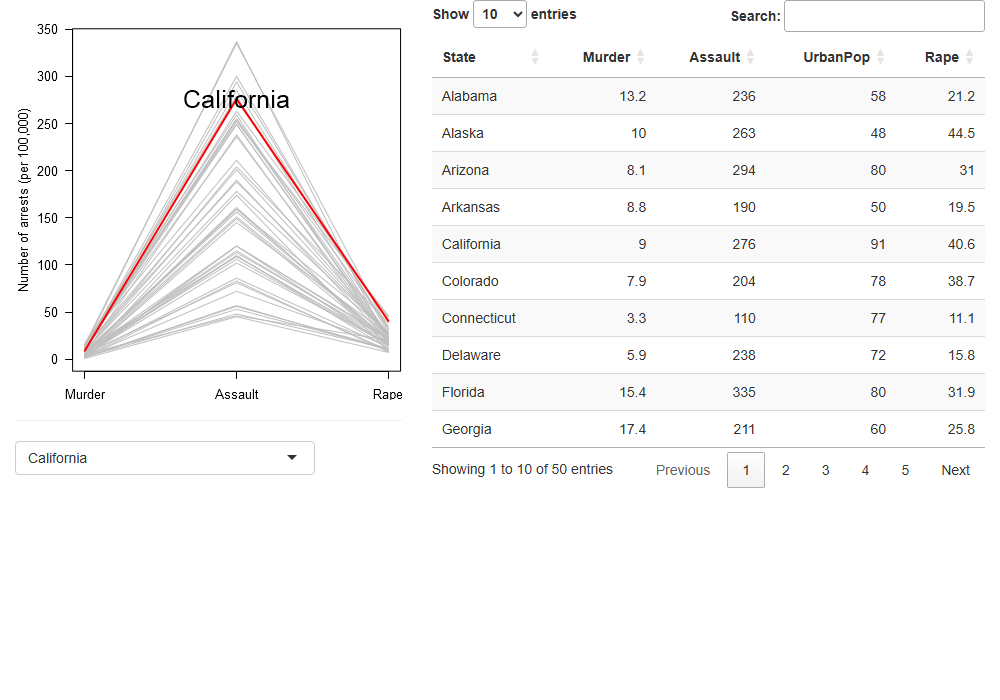 350
300
250
200
150
100
50
0
Number of arrests (per 100,000)
California
Murder Assault Rape
California
Show 10 entries
Search:
State Murder Assault UrbanPop Rape
Alabama 13.2 236 58 21.2
Alaska 10 263 48 44.5
Arizona 8.1 294 80 31
Arkansas 8.8 190 50 19.5
California 9 276 91 40.6
Colorado 7.9 204 78 38.7
Connecticut 3.3 110 77 11.1
Delaware 5.9 238 72 15.8
Florida 15.4 335 80 31.9
Georgia 17.4 211 60 25.8
Showing 1 to 10 of 50 entries
Previous 1 2 3 4 5 Next